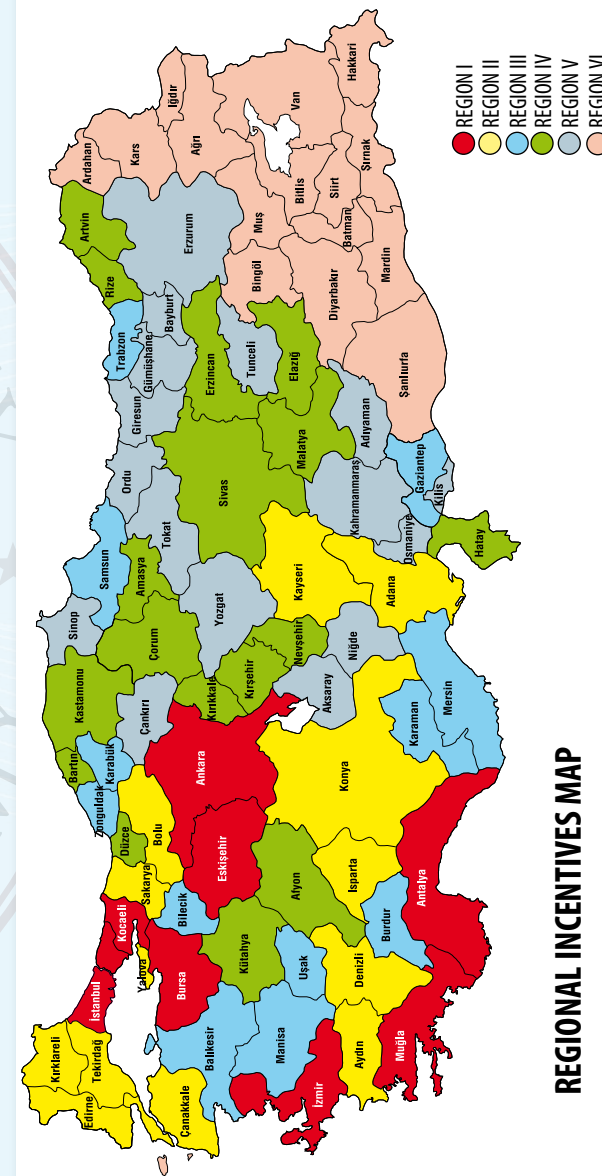 Kırklareli
Edirne
Tekirdağ
İstanbul
Kocaeli
Yalova
Sakarya
Düzce
Zonguldak
Bartın
Karabük
Kastamonu
Sinop
Samsun
Ordu
Giresun
Trabzon
Rize
Artvin
Ardahan
Çanakkale
Balıkesir
Bursa
Bilecik
Bolu
Çankırı
Çorum
Amasya
Tokat
Gümüşhane
Bayburt
Erzurum
Kars
Iğdır
Ağrı
Kütahya
Eskişehir
Ankara
Kırıkkale
Kırşehir
Yozgat
Sivas
Erzincan
Tunceli
Bingöl
Muş
Bitlis
Van
İzmir
Manisa
Uşak
Afyon
Konya
Aksaray
Nevşehir
Kayseri
Malatya
Elazığ
Diyarbakır
Batman
Siirt
Şırnak
Hakkari
Aydın
Denizli
Isparta
Burdur
Niğde
Adana
Kahramanmaraş
Adıyaman
Şanlıurfa
Mardin
Muğla
Antalya
Karaman
Mersin
Osmaniye
Gaziantep
Kilis
Hatay
REGIONAL INCENTIVES MAP
REGION I
REGION II
REGION III
REGION IV
REGION V
REGION VI